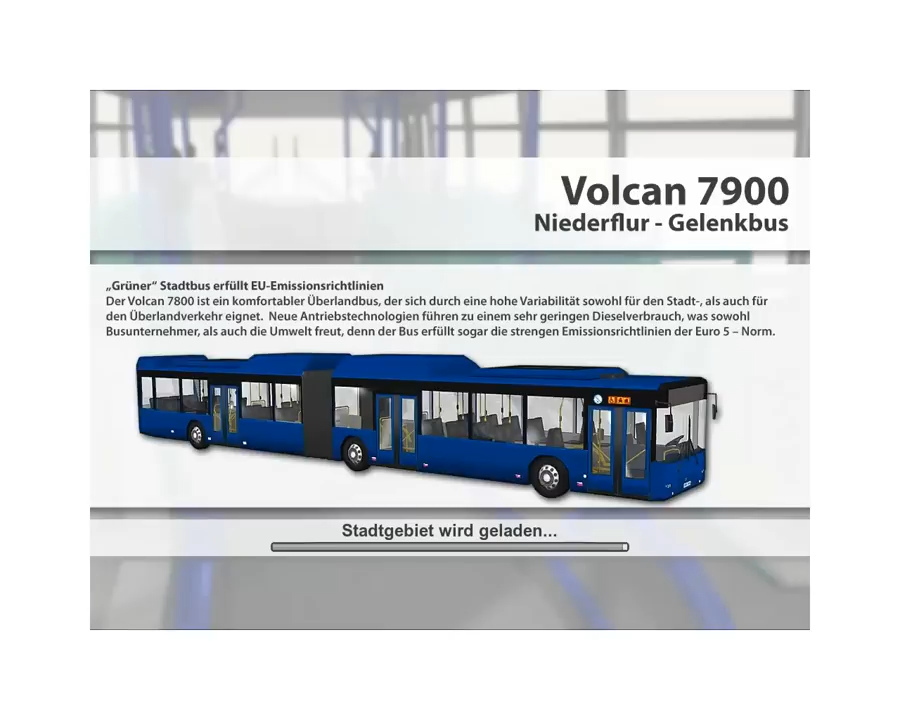 Volcan 7900
Niederflur - Gelenkbus
„Grüner“ Stadtbus erfüllt EU-Emissionsrichtlinien
Der Volcan 7800 ist ein komfortabler Überlandbus, der sich durch eine hohe Variabilität sowohl für den Stadt-, als auch für
den Überlandverkehr eignet.  Neue Antriebstechnologien führen zu einem sehr geringen Dieselverbrauch, was sowohl
Busunternehmer, als auch die Umwelt freut, denn der Bus erfüllt sogar die strengen Emissionsrichtlinien der Euro 5 – Norm.
Stadtgebiet wird geladen...